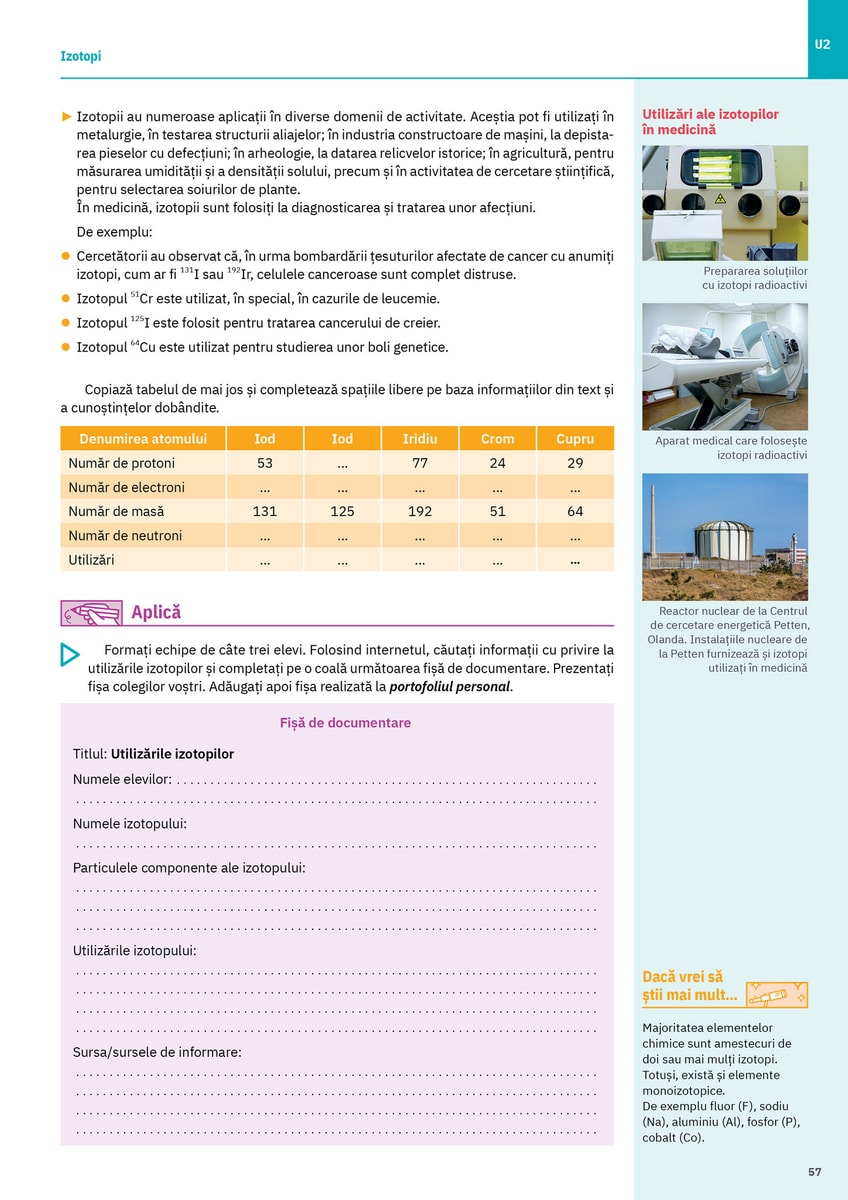 U2
Izotopi
► Izotopii au numeroase aplicații în diverse domenii de activitate. Aceștia pot fi utilizați în
metalurgie, în testarea structurii aliajelor; în industria constructoare de mașini, la depista-
rea pieselor cu defecțiuni; în arheologie, la datarea relicvelor istorice; în agricultură, pentru
măsurarea umidității și a densității solului, precum și în activitatea de cercetare științifică,
pentru selectarea soiurilor de plante.
În medicină, izotopii sunt folosiți la diagnosticarea și tratarea unor afecțiuni.
De exemplu:
● Cercetătorii au observat că, în urma bombardării țesuturilor afectate de cancer cu anumiți
izotopi, cum ar fi ¹³¹I sau ¹⁹²Ir, celulele canceroase sunt complet distruse.
● Izotopul ⁵¹Cr este utilizat, în special, în cazurile de leucemie.
● Izotopul ¹²⁵I este folosit pentru tratarea cancerului de creier.
● Izotopul ⁶⁴Cu este utilizat pentru studierea unor boli genetice.
Copiază tabelul de mai jos și completează spațiile libere pe baza informațiilor din text și
a cunoștințelor dobândite.
Denumirea atomului Iod Iod Iridiu Crom Cupru
Număr de protoni 53 ... 77 24 29
Număr de electroni ... ... ... ... ...
Număr de masă 131 125 192 51 64
Număr de neutroni ... ... ... ... ...
Utilizări ... ... ... ... ...
Aplică
Formați echipe de câte trei elevi. Folosind internetul, căutați informații cu privire la
utilizările izotopilor și completați pe o coală următoarea fișă de documentare. Prezentați
fișa colegilor voștri. Adăugați apoi fișa realizată la portofoliul personal.
Fișă de documentare
Titlul: Utilizările izotopilor
Numele elevilor:
Numele izotopului:
Particulele componente ale izotopului:
Utilizările izotopului:
Sursa/sursele de informare:
Utilizări ale izotopilor
în medicină
Prepararea soluțiilor
cu izotopi radioactivi
Aparat medical care folosește
izotopi radioactivi
Reactor nuclear de la Centrul
de cercetare energetică Petten,
Olanda. Instalațiile nucleare de
la Petten furnizează și izotopi
utilizați în medicină
Dacă vrei să
știi mai mult...
Majoritatea elementelor
chimice sunt amestecuri de
doi sau mai mulți izotopi.
Totuși, există și elemente
monoizotopice.
De exemplu fluor (F), sodiu
(Na), aluminiu (Al), fosfor (P),
cobalt (Co).
57